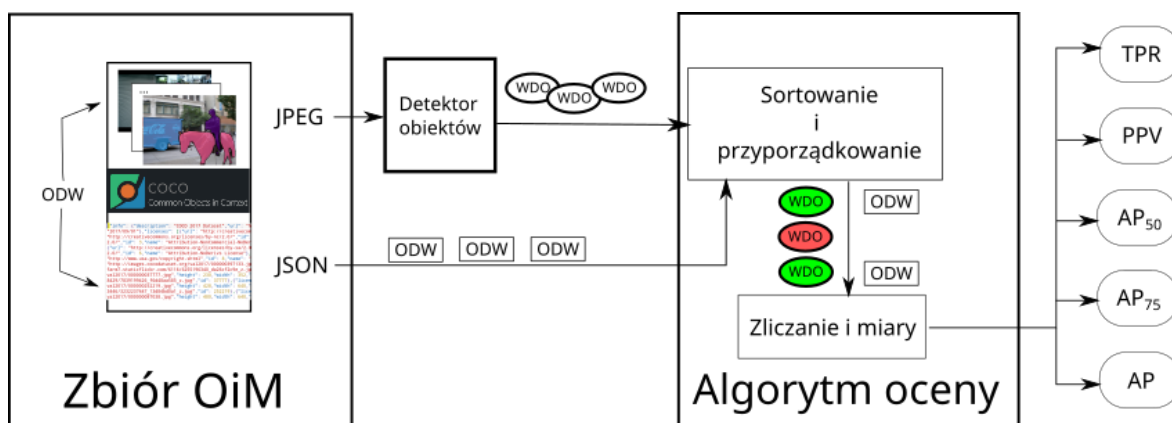 ODW
COCO
Common Objects in Context
JPEG
JSON
Zbiór OiM
Detektor
obiektów
WDO
WDO
WDO
ODW
ODW
ODW
Sortowanie
i
przyporządkowanie
WDO
ODW
WDO
WDO
ODW
Zliczanie i miary
Algorytm oceny
TPR
PPV
AP50
AP75
AP